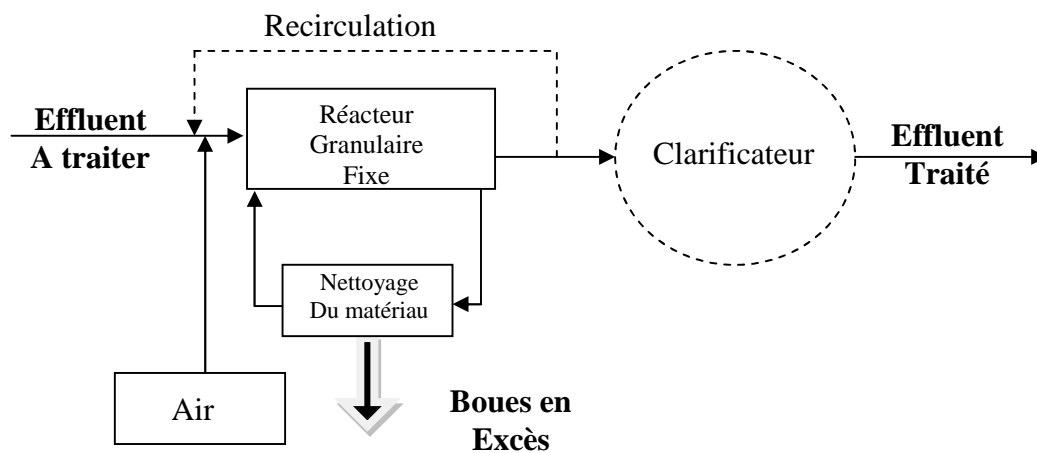 Recirculation
Effluent
A traiter
Réacteur
Granulaire
Fixe
Clarificateur
Effluent
Traité
Nettoyage
Du matériau
Air
Boues en
Excès